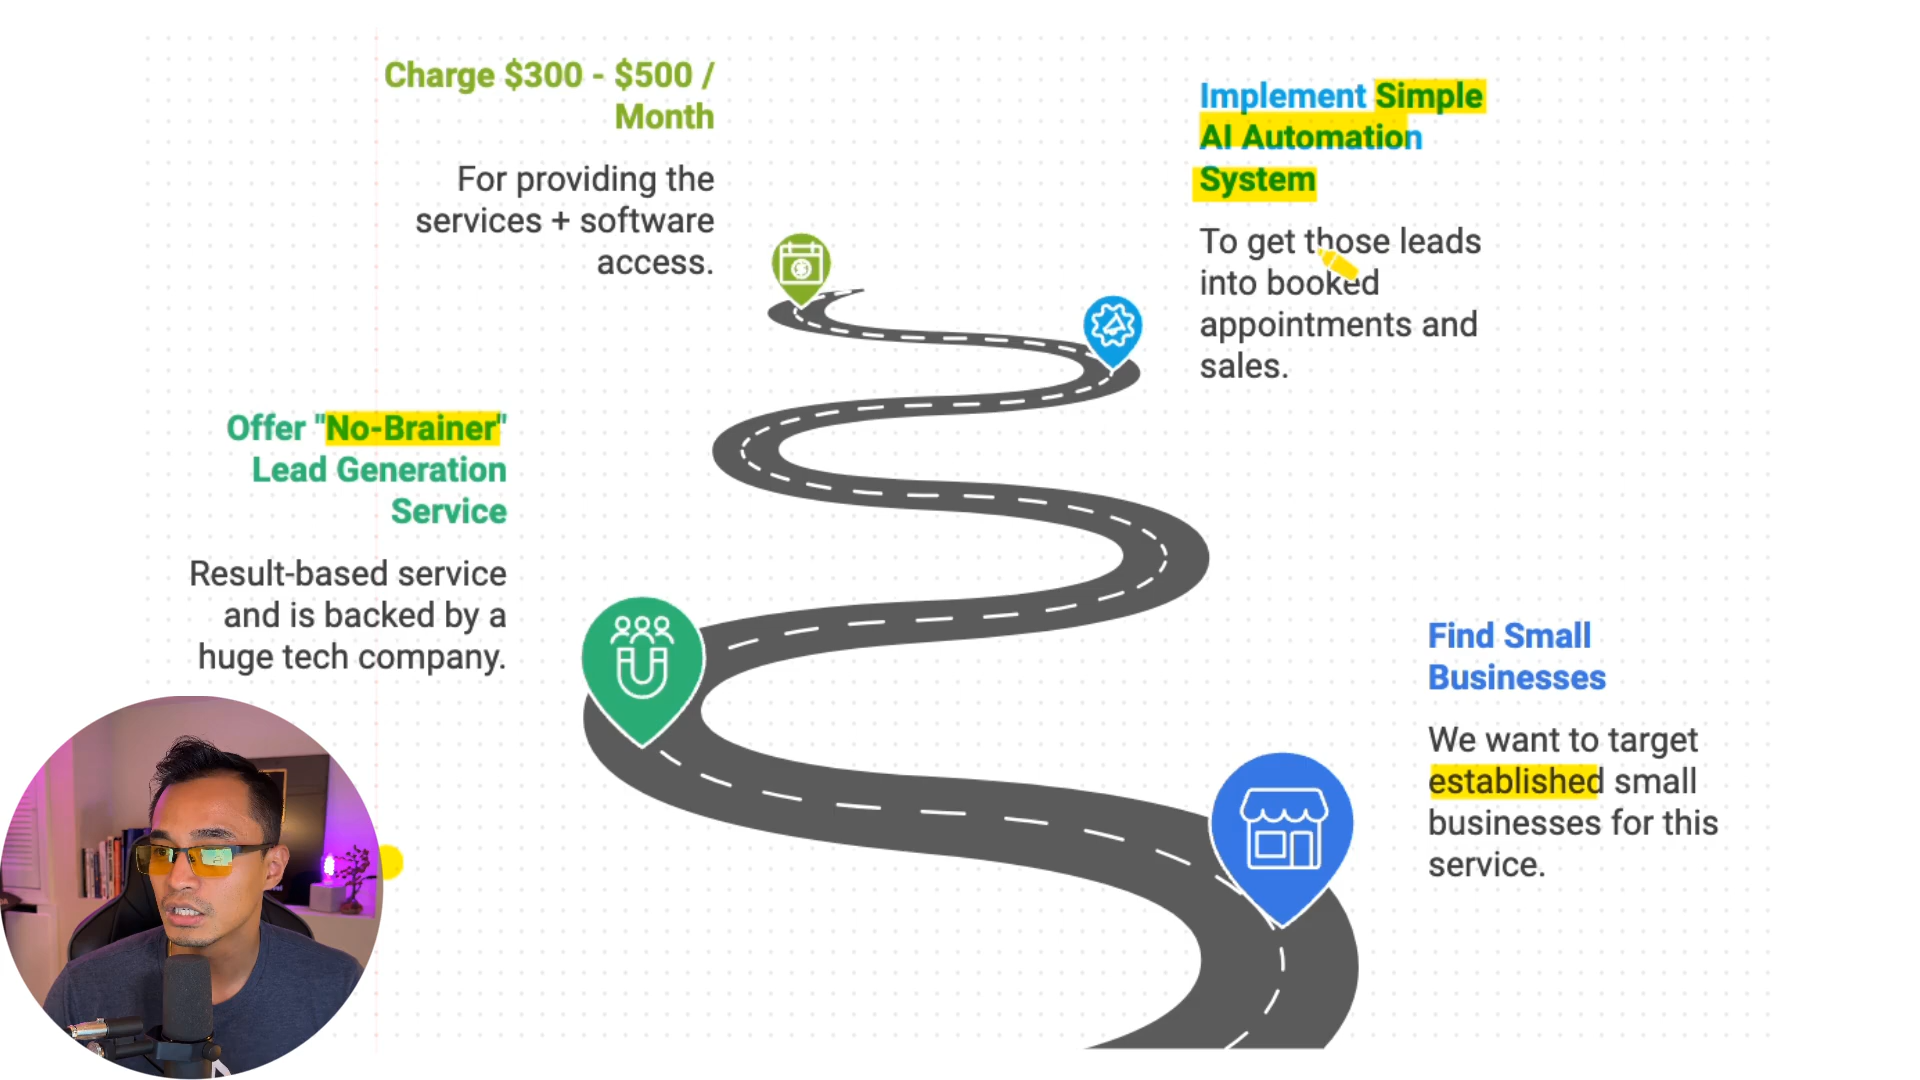 Charge $300 - $500 /
Month
For providing the
services + software
access.
Implement Simple
AI Automation
System
To get those leads
into booked
appointments and
sales.
Offer "No-Brainer"
Lead Generation
Service
Result-based service
and is backed by a
huge tech company.
Find Small
Businesses
We want to target
established small
businesses for this
service.